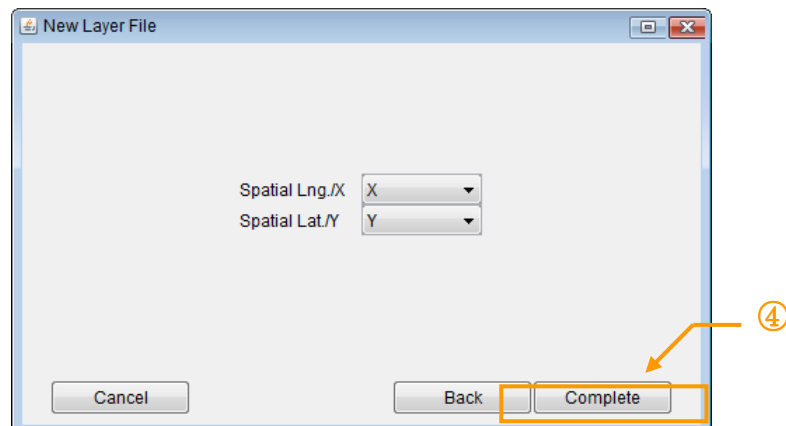 New Layer File
Spatial Lng./X X
Spatial Lat./Y Y
④
Cancel Back Complete